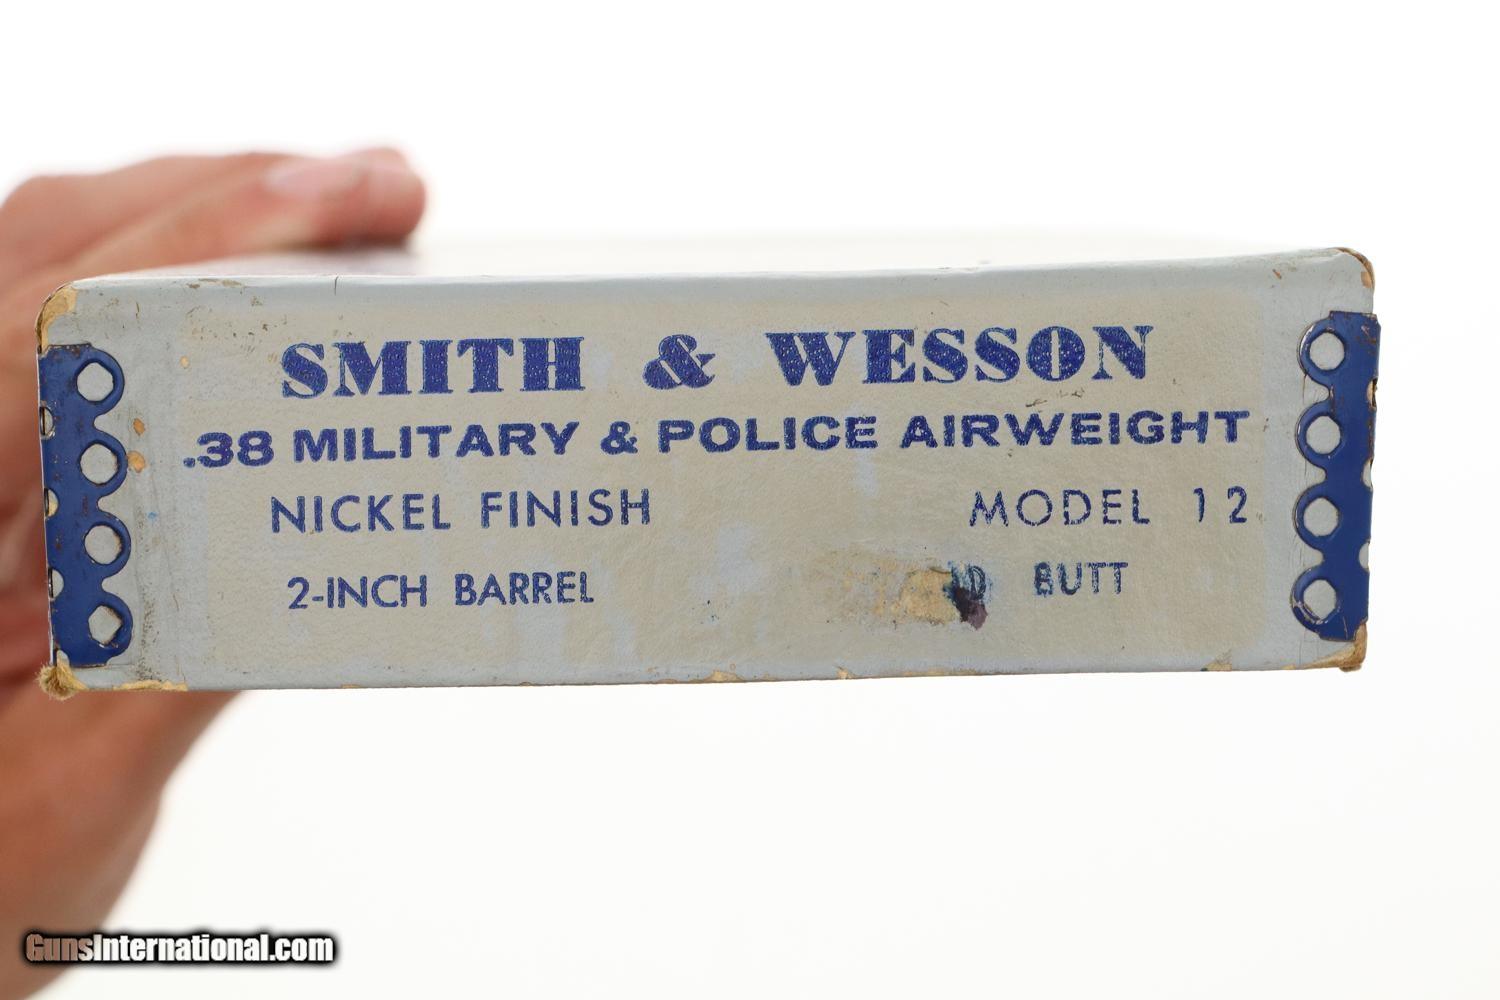 SMITH & WESSON
.38 MILITARY & POLICE AIRWEIGHT
NICKEL FINISH MODEL 12
2-INCH BARREL BUTT
GunsInternational.com